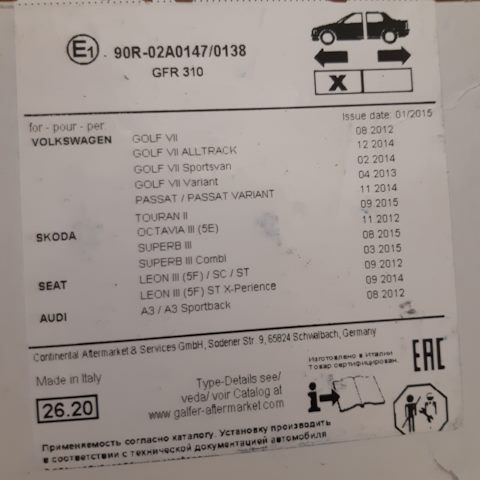 E1 90R-02A0147/0138
GFR 310
X
Issue date: 01/2015
for - pour - per:
VOLKSWAGEN GOLF VII 08 2012
GOLF VII ALLTRACK 12 2014
GOLF VII Sportsvan 02 2014
GOLF VII Variant 04 2013
PASSAT / PASSAT VARIANT 11 2014
TOURAN II 09 2015
SKODA OCTAVIA III (5E) 11 2012
SUPERB III 08 2015
SUPERB III Combi 03 2015
SEAT LEON III (5F) / SC / ST 09 2012
LEON III (5F) ST X-Perience 09 2014
AUDI A3 / A3 Sportback 08 2012
Continental Aftermarket & Services GmbH, Sodener Str. 9, 65824 Schwalbach, Germany
Made in Italy
26.20
Type-Details see/
veda/ voir Catalog at
www.galfer-aftermarket.com
Изготовлено в Италии
Товар сертифицирован
EAC
i
Применяемость согласно каталогу. Установку производить
в соответствии с технической документацией автомобиля